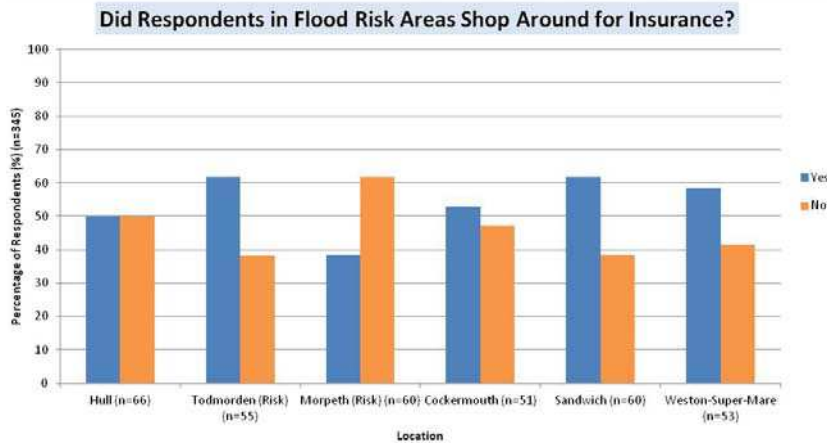 Did Respondents in Flood Risk Areas Shop Around for Insurance?
Percentage of Respondents (%) (n=345)
100
90
80
70
60
50
40
30
20
10
0
Yes
No
Hull (n=66)
Todmorden (Risk)
(n=55)
Morpeth (Risk) (n=60)
Cockermouth (n=51)
Sandwich (n=60)
Weston-Super-Mare
(n=53)
Location